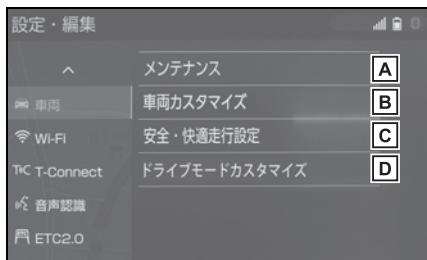 設定・編集
メンテナンス A
車両 車両カスタマイズ B
Wi-Fi 安全・快適走行設定 C
T-Connect ドライブモードカスタマイズ D
音声認識
ETC2.0